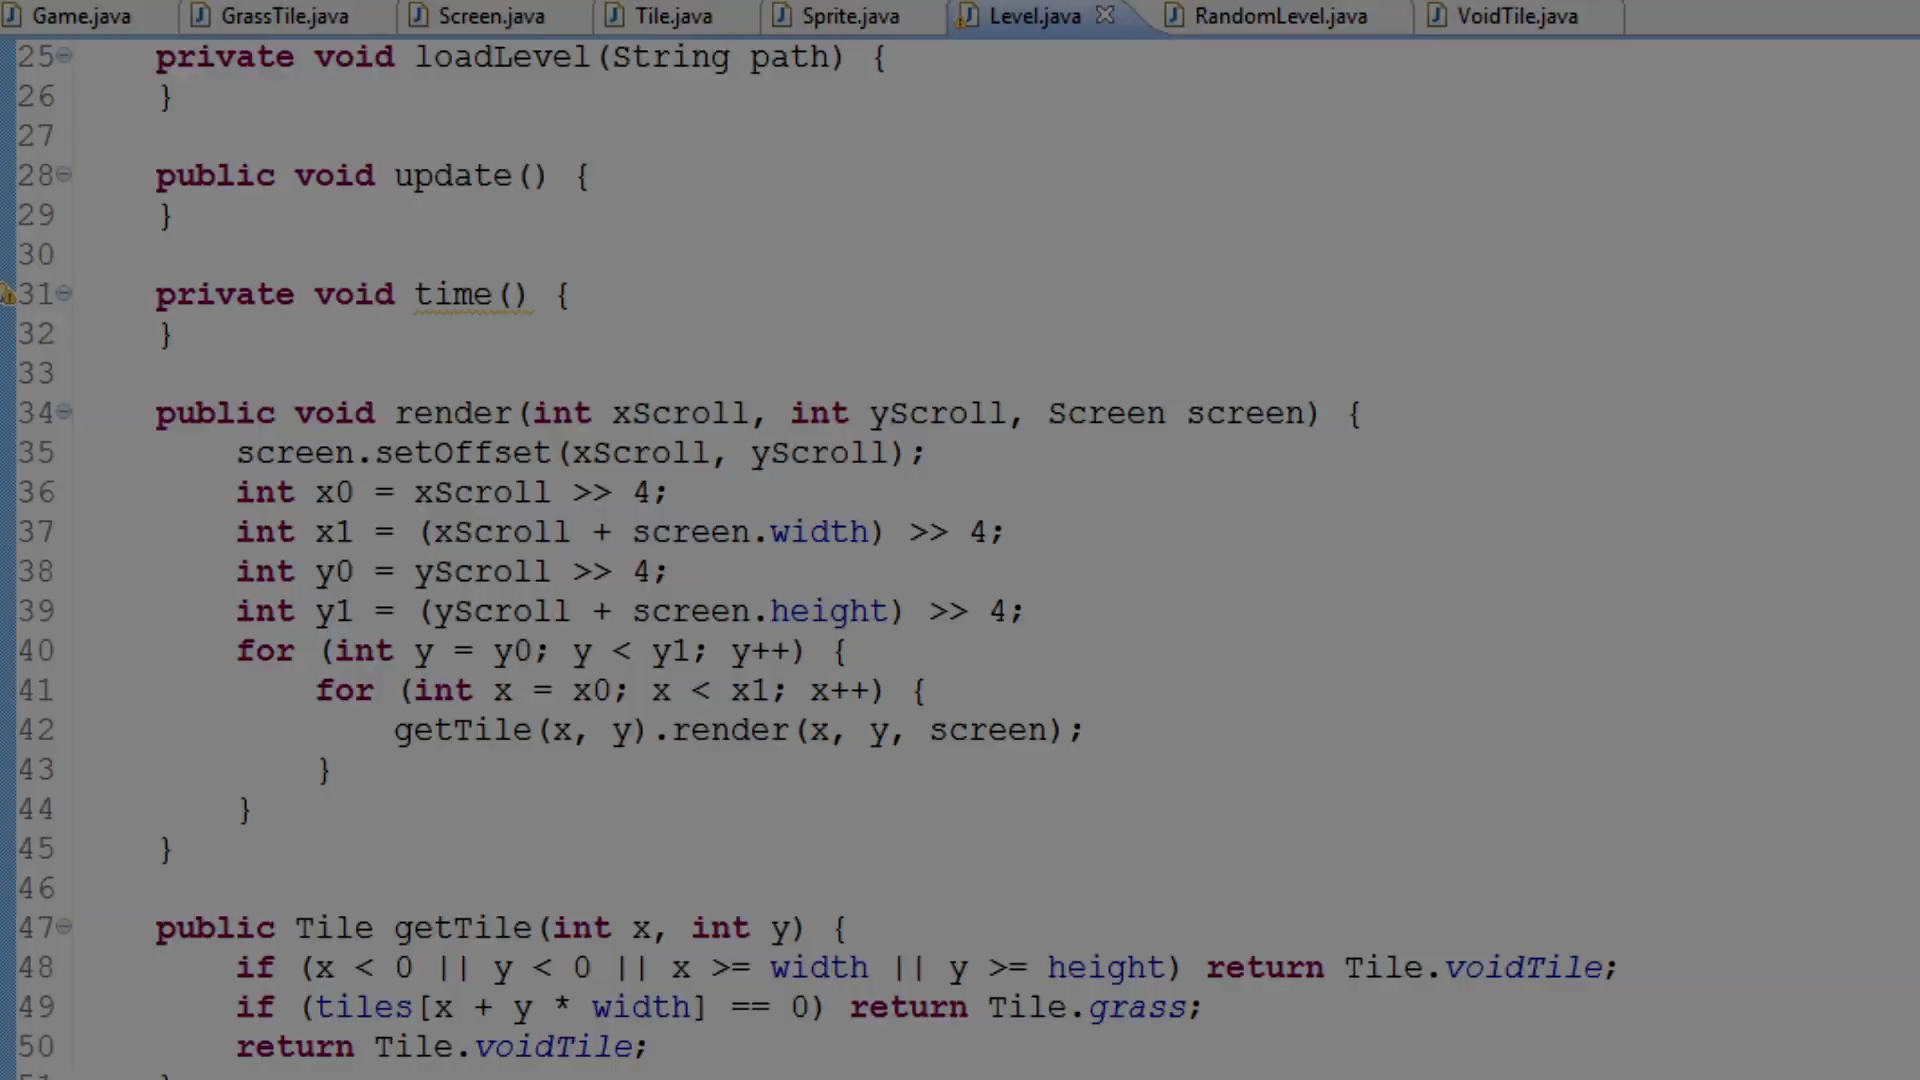 Game.java GrassTile.java Screen.java Tile.java Sprite.java Level.java RandomLevel.java VoidTile.java
25 private void loadLevel(String path) {
26 }
27
28 public void update() {
29 }
30
31 private void time() {
32 }
33
34 public void render(int xScroll, int yScroll, Screen screen) {
35 screen.setOffset(xScroll, yScroll);
36 int x0 = xScroll >> 4;
37 int x1 = (xScroll + screen.width) >> 4;
38 int y0 = yScroll >> 4;
39 int y1 = (yScroll + screen.height) >> 4;
40 for (int y = y0; y < y1; y++) {
41 for (int x = x0; x < x1; x++) {
42 getTile(x, y).render(x, y, screen);
43 }
44 }
45 }
46
47 public Tile getTile(int x, int y) {
48 if (x < 0 || y < 0 || x >= width || y >= height) return Tile.voidTile;
49 if (tiles[x + y * width] == 0) return Tile.grass;
50 return Tile.voidTile;